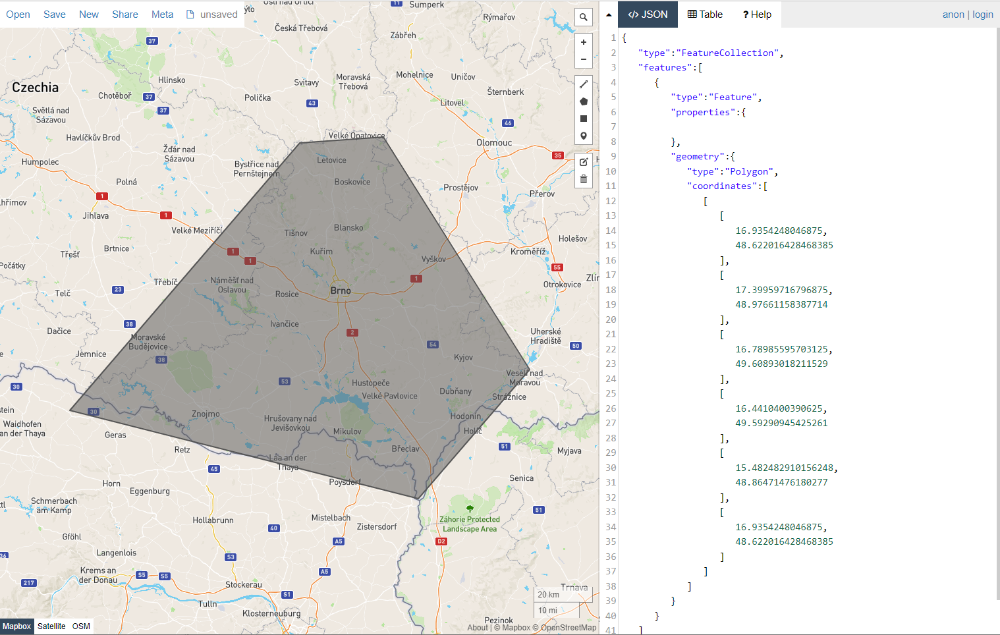 Open Save New Share Meta unsaved
JSON Table Help
anon | login
Šumperk
11
Rýmařov
Česká Třebová
Zábřeh
37
Hlinsko
Svitavy
Moravská
Třebová
Mohelnice
Uničov
Czechia
Chotěboř
37
Polička
43
Šternberk
Litovel
37
Světlá nad
Sázavou
46
Velké Opatovice
Havlíčkův Brod
Olomouc
Žďár nad
Sázavou
Letovice
35
Humpolec
Bystřice nad
Pernštejnem
Boskovice
Polná
Prostějov
Přerov
1
Jihlava
1
Velké Meziříčí
Blansko
Tišnov
Holešov
Třešť
Brtnice
1
Kuřim
Kroměříž
1
Vyškov
55
Počátky
Třebíč
Náměšť nad
Oslavou
1
Zlín
Otrokovice
Telč
23
Brno
Rosice
38
Ivančice
Dačice
Moravské
Budějovice
2
Uherské
Hradiště
54
50
Jemnice
38
Kyjov
Veselí nad
Moravou
53
Hustopeče
30
Velké Pavlovice
Dubňany
Strážnice
30
Znojmo
Hrušovany nad
Jevišovkou
Hodonín
Waidhofen
an der Thaya
Geras
Mikulov
Holíč
Retz
Břeclav
51
Myjava
Laa an der
Thaya
45
Senica
Horn
Eggenburg
Poysdorf
Schmerbach
am Kamp
51
Hollabrunn
Mistelbach
Zistersdorf
Záhorie Protected
Landscape Area
40
Gföhl
A5
D2
Langenlois
S3
Krems an
der Donau
S5
S5
A5
217
Stockerau
S1
Trnava
Tulln
20 km
10 mi
Klosterneuburg
Pezinok
Mapbox Satellite OSM
About | © Mapbox © OpenStreetMap
1 {
2 "type":"FeatureCollection",
3 "features":[
4 {
5 "type":"Feature",
6 "properties":{
7
8 },
9 "geometry":{
10 "type":"Polygon",
11 "coordinates":[
12 [
13 [
14 16.9354248046875,
15 48.622016428468385
16 ],
17 [
18 17.39959716796875,
19 48.97661158387714
20 ],
21 [
22 16.78985595703125,
23 49.60893018211529
24 ],
25 [
26 16.4410400390625,
27 49.59290945425261
28 ],
29 [
30 15.482482910156248,
31 48.86471476180277
32 ],
33 [
34 16.9354248046875,
35 48.622016428468385
36 ]
37 ]
38 ]
39 }
40 }
41 ]